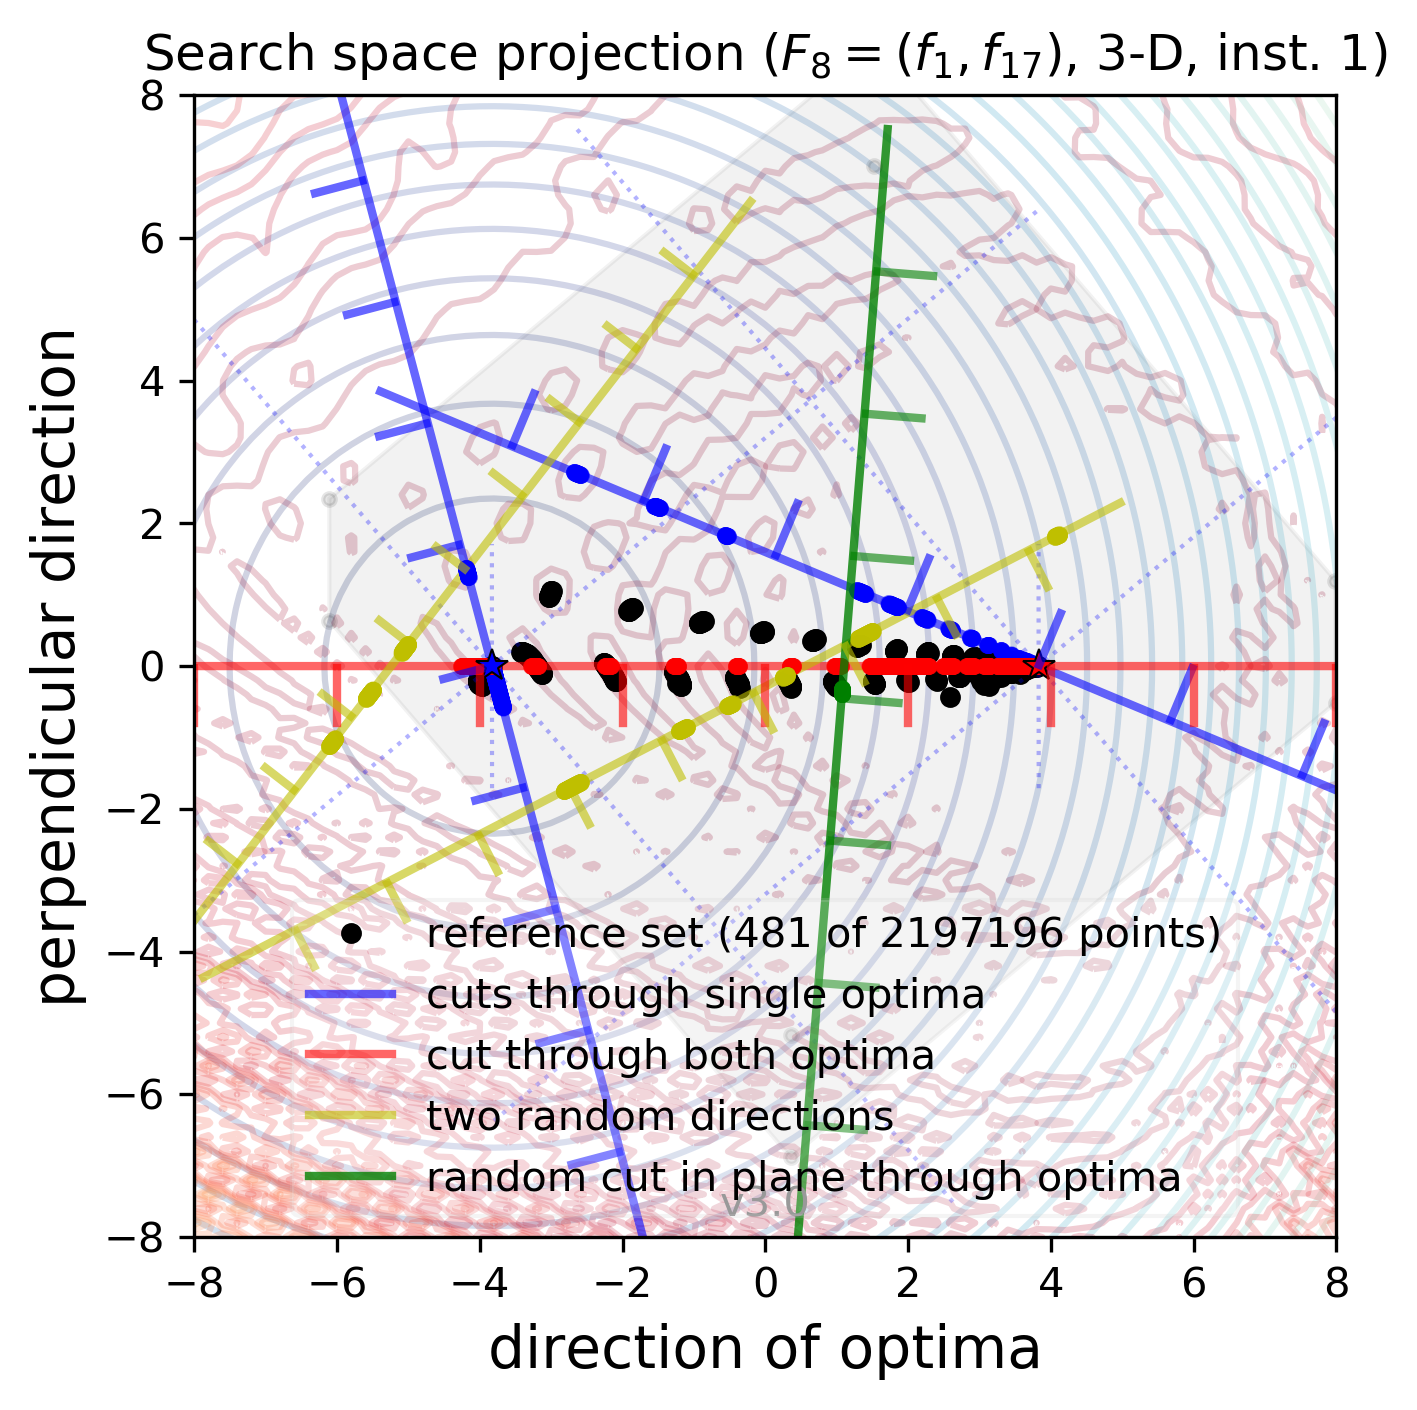 Search space projection (F₈ = (f₁, f₁₇), 3-D, inst. 1)
8
6
4
2
0
−2
−4
−6
−8
perpendicular direction
reference set (481 of 2197196 points)
cuts through single optima
cut through both optima
two random directions
random cut in plane through optima
v3.0
−8 −6 −4 −2 0 2 4 6 8
direction of optima